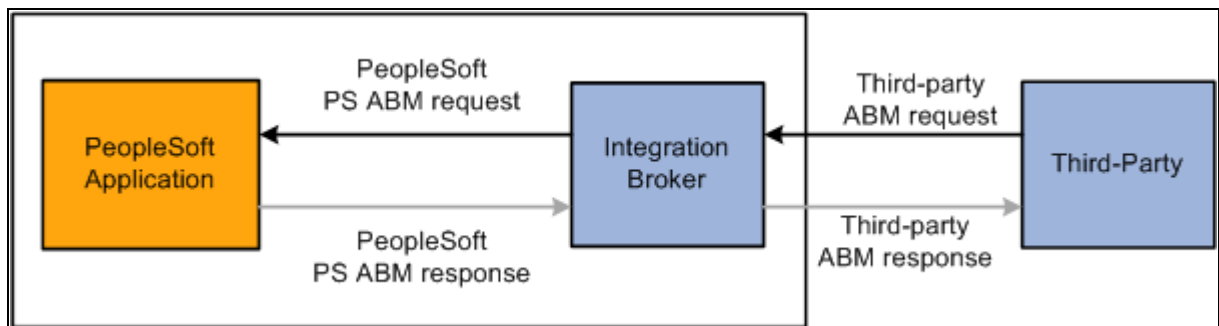 PeopleSoft
PS ABM request
Third-party
ABM request
PeopleSoft
Application
Integration
Broker
Third-Party
PeopleSoft
PS ABM response
Third-party
ABM response